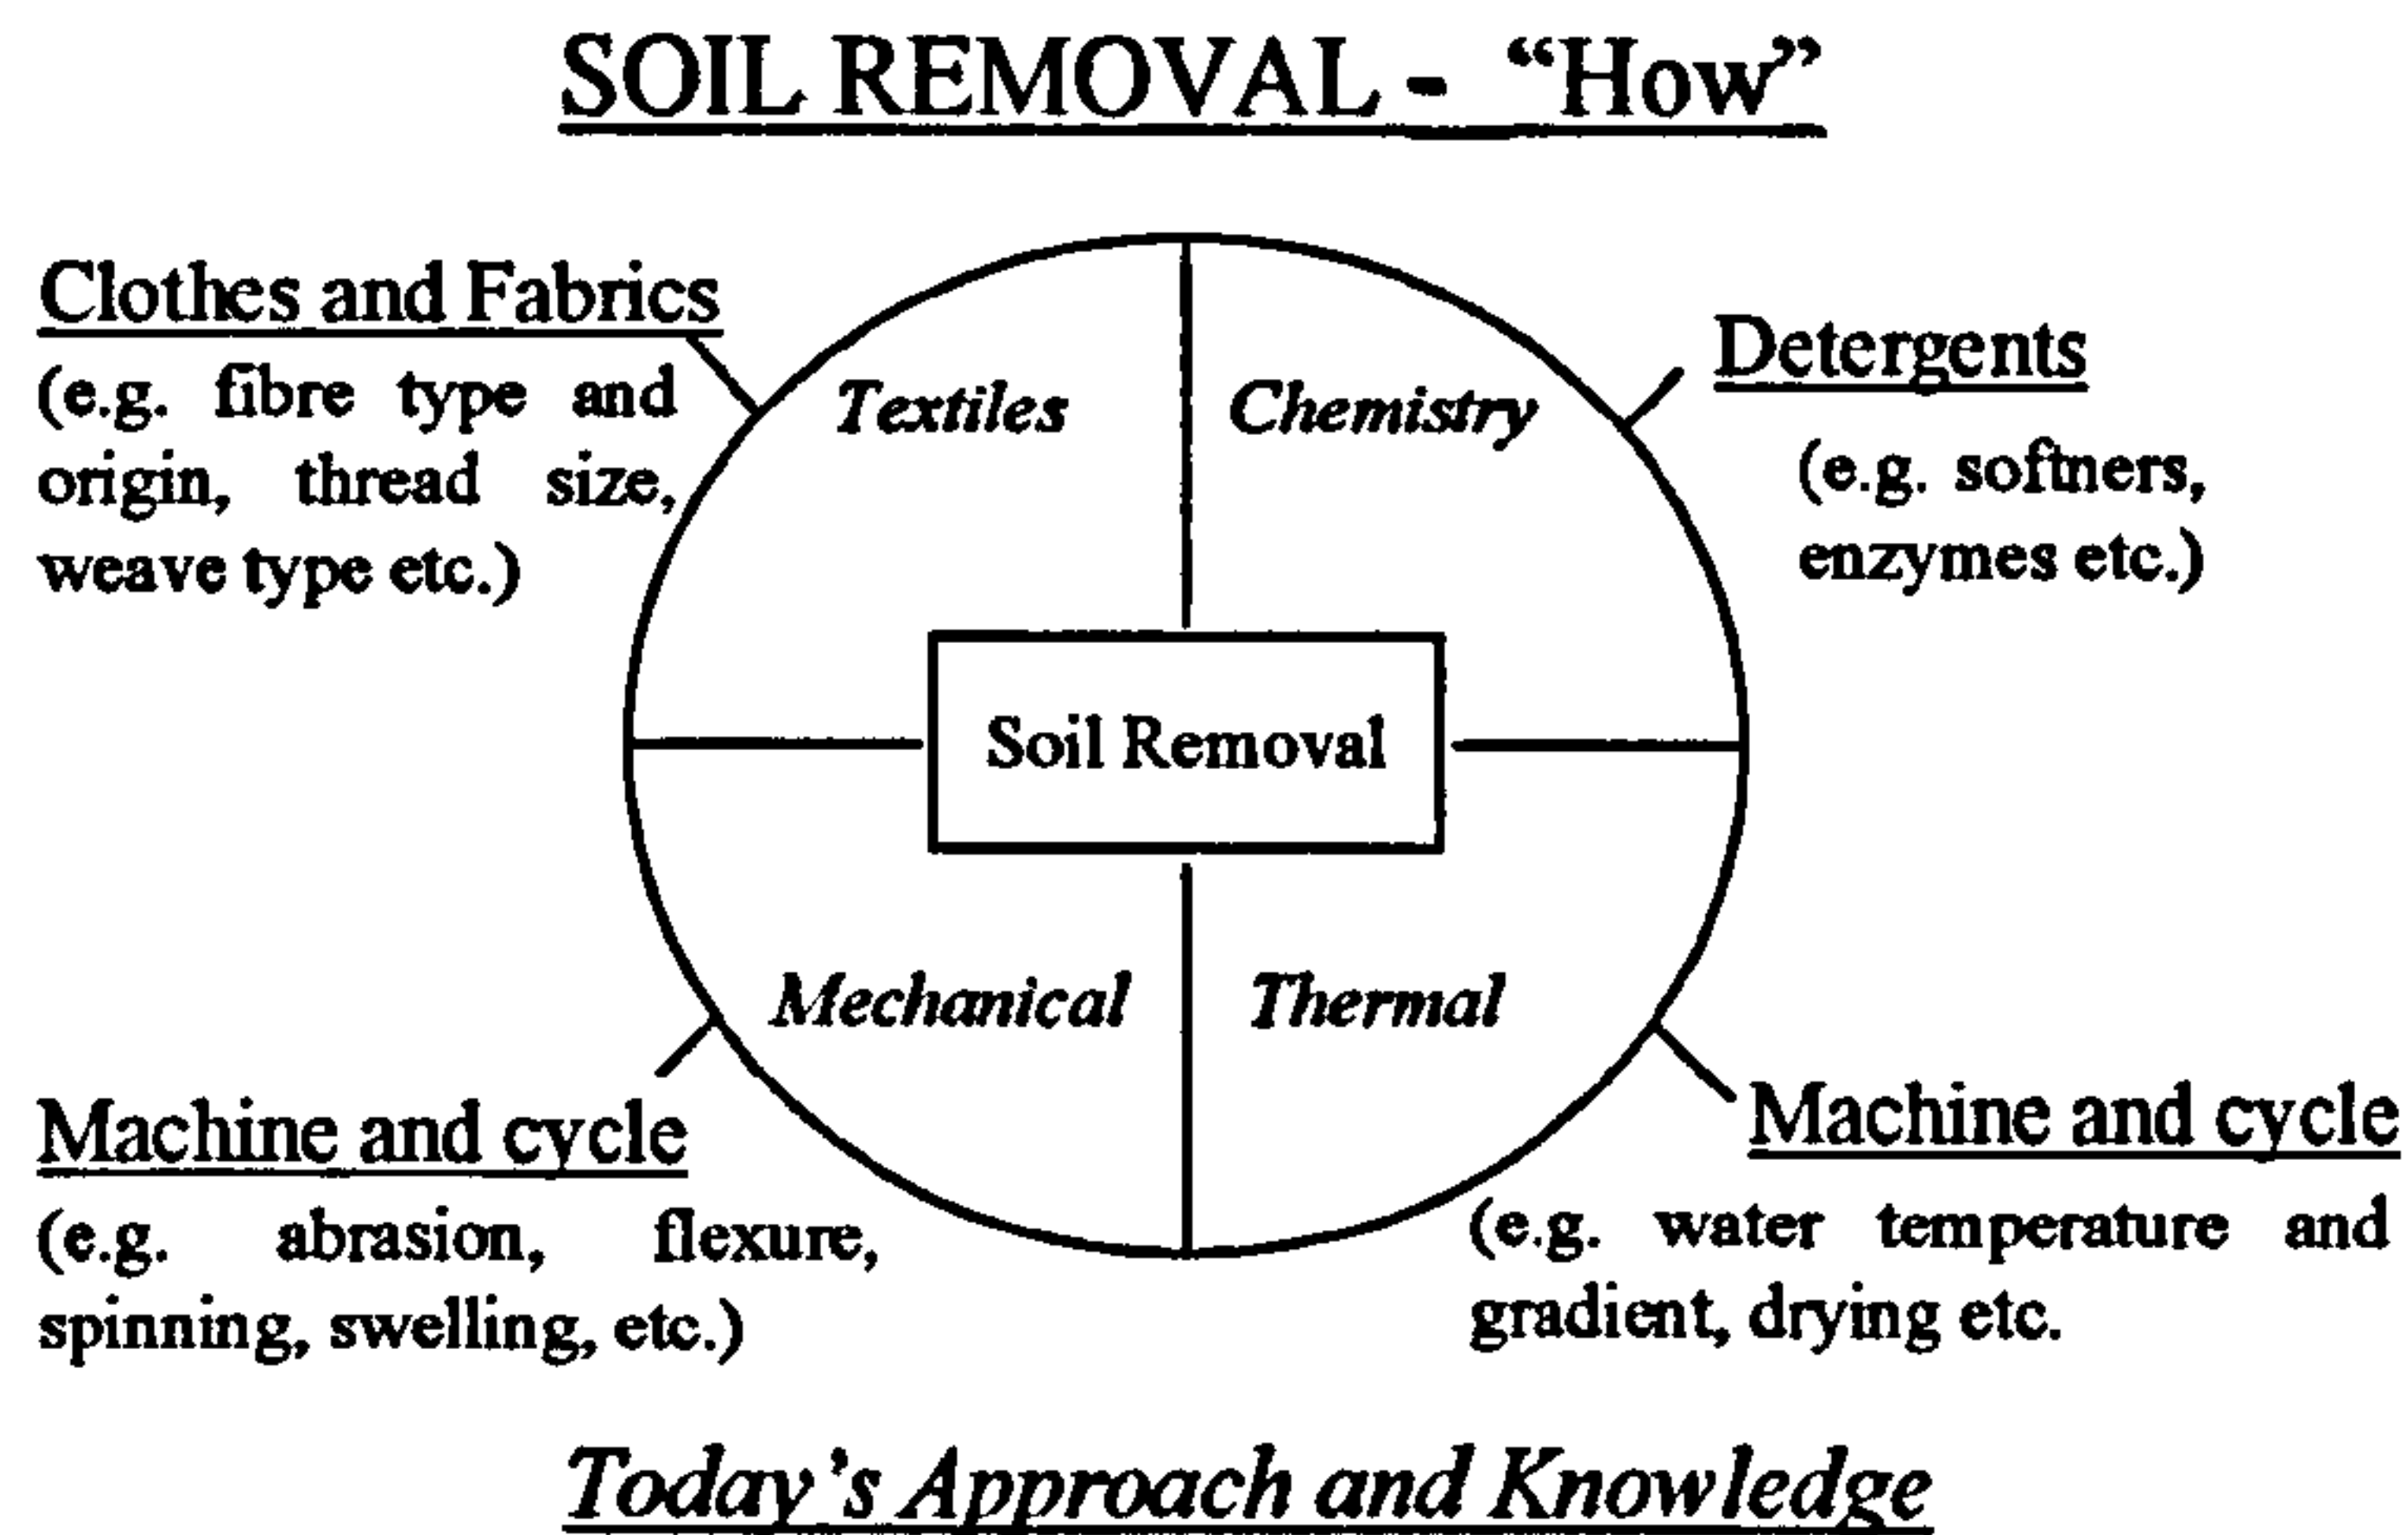 SOIL REMOVAL - “How”
Clothes and Fabrics
(e.g. fibre type and
origin, thread size,
weave type etc.)
Textiles
Chemistry
Detergents
(e.g. softners,
enzymes etc.)
Soil Removal
Mechanical
Thermal
Machine and cycle
(e.g. abrasion, flexure,
spinning, swelling, etc.)
Machine and cycle
(e.g. water temperature and
gradient, drying etc.
Today’s Approach and Knowledge